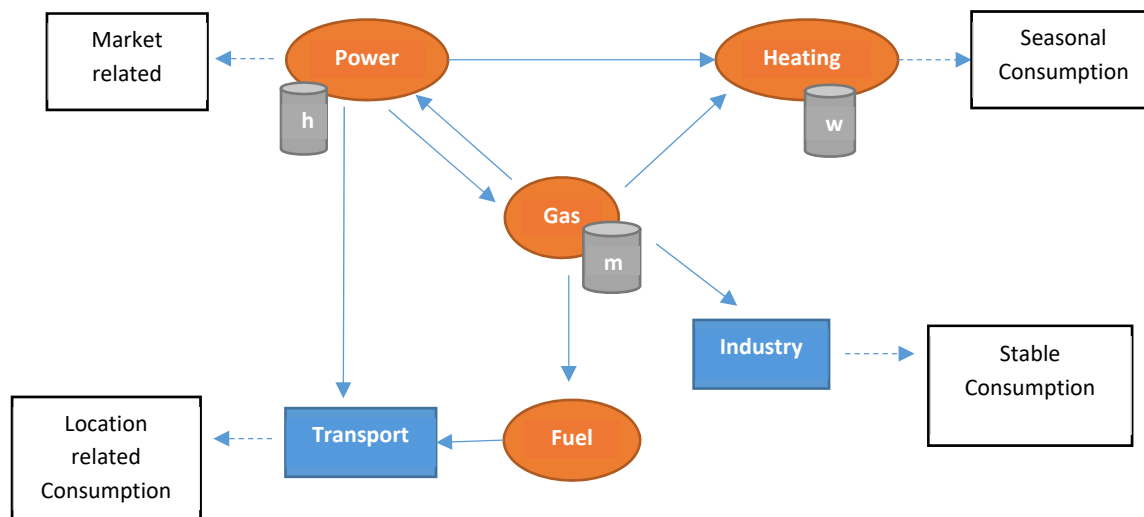 Market
related
Power
h
Heating
w
Seasonal
Consumption
Gas
m
Industry
Stable
Consumption
Location
related
Consumption
Transport
Fuel